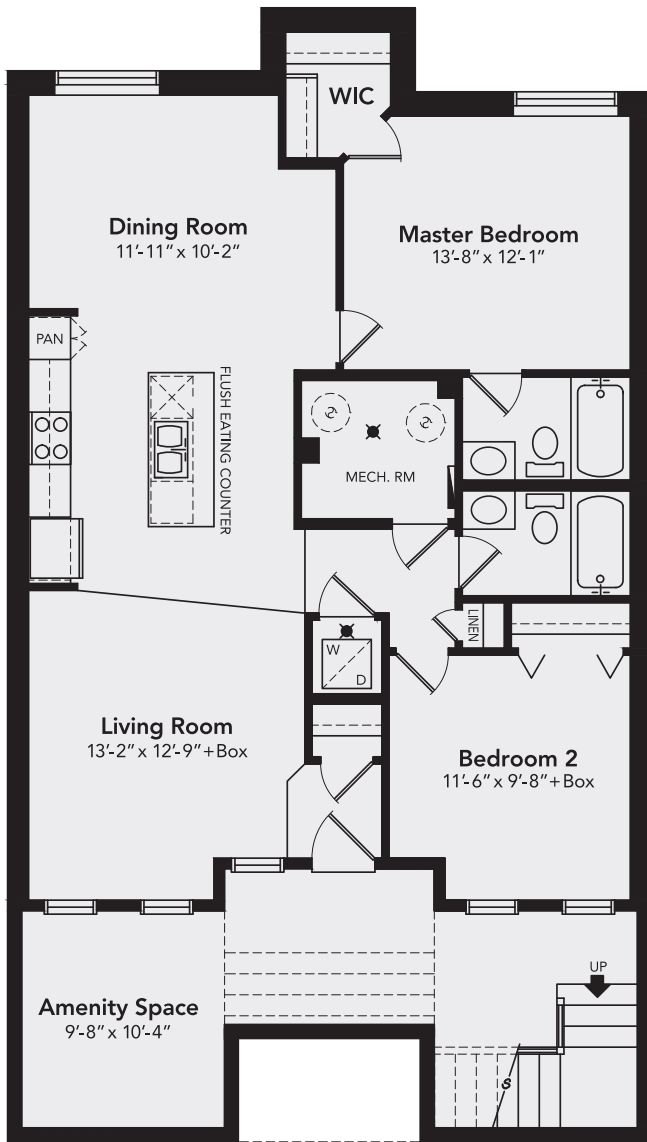 WIC
Dining Room
11'-11" x 10'-2"
Master Bedroom
13'-8" x 12'-1"
PAN
FLUSH EATING COUNTER
MECH. RM
LINEN
W
D
Living Room
13'-2" x 12'-9"+Box
Bedroom 2
11'-6" x 9'-8"+Box
UP
Amenity Space
9'-8" x 10'-4"
S